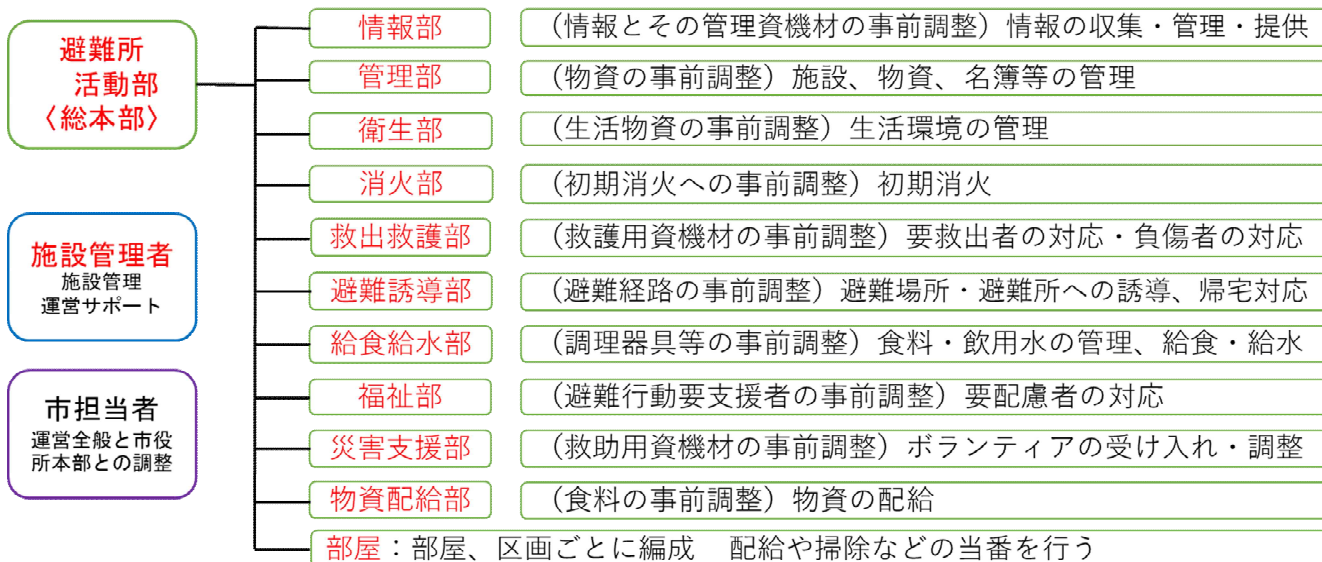 避難所
活動部
〈総本部〉
施設管理者
施設管理
運営サポート
市担当者
運営全般と市役
所本部との調整
情報部 (情報とその管理資機材の事前調整) 情報の収集・管理・提供
管理部 (物資の事前調整) 施設、物資、名簿等の管理
衛生部 (生活物資の事前調整) 生活環境の管理
消火部 (初期消火への事前調整) 初期消火
救出救護部 (救護用資機材の事前調整) 要救出者の対応・負傷者の対応
避難誘導部 (避難経路の事前調整) 避難場所・避難所への誘導、帰宅対応
給食給水部 (調理器具等の事前調整) 食料・飲用水の管理、給食・給水
福祉部 (避難行動要支援者の事前調整) 要配慮者の対応
災害支援部 (救助用資機材の事前調整) ボランティアの受け入れ・調整
物資配給部 (食料の事前調整) 物資の配給
部屋：部屋、区画ごとに編成　配給や掃除などの当番を行う